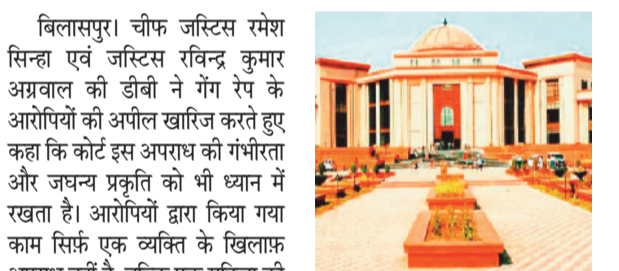 बिलासपुर। चीफ जस्टिस रमेश
सिन्हा एवं जस्टिस रविन्द्र कुमार
अग्रवाल की डीबी ने गेंग रेप के
आरोपियों की अपील खारिज करते हुए
कहा कि कोर्ट इस अपराध की गंभीरता
और जघन्य प्रकृति को भी ध्यान में
रखता है। आरोपियों द्वारा किया गया
काम सिर्फ़ एक व्यक्ति के खिलाफ़